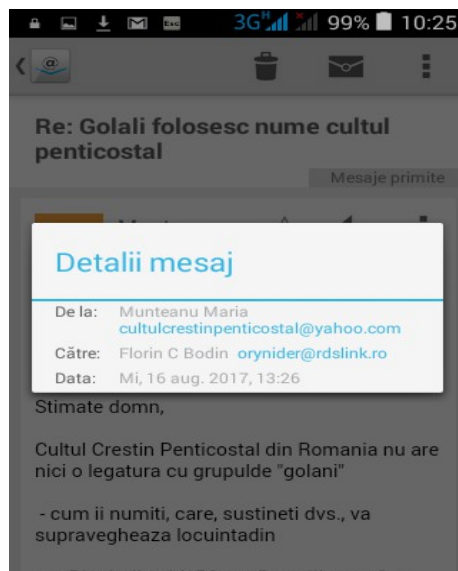 Esc 3G H 99% 10:25
@
Re: Golali folosesc nume cultul
penticostal
Mesaje primite
Detalii mesaj
De la: Munteanu Maria
cultulcrestinpenticostal@yahoo.com
Către: Florin C Bodin orynider@rdslink.ro
Data: Mi, 16 aug. 2017, 13:26
Stimate domn,
Cultul Crestin Penticostal din Romania nu are
nici o legatura cu grupulde "golani"
- cum ii numiti, care, sustineti dvs., va
supravegheaza locuintadin